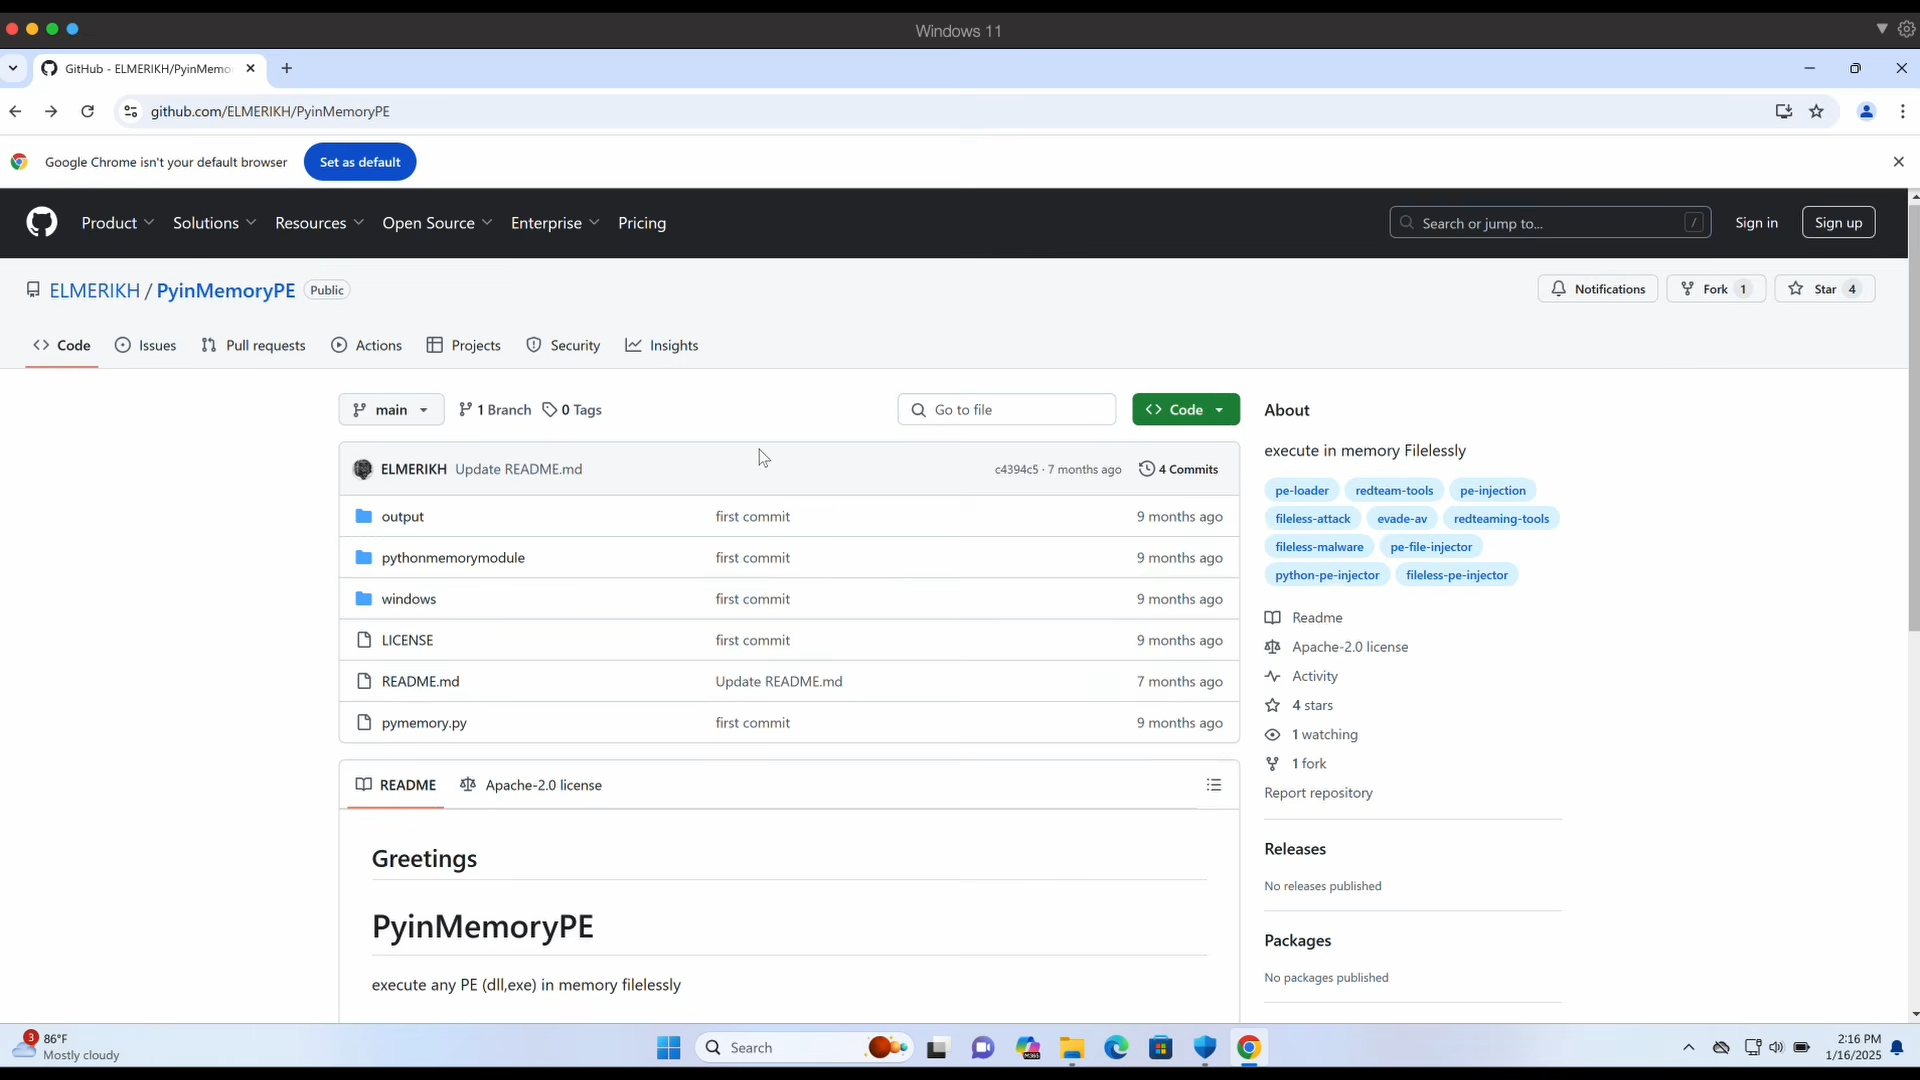 Windows 11
GitHub - ELMERIKH/PyinMemo
github.com/ELMERIKH/PyinMemoryPE
Google Chrome isn't your default browser Set as default
Product Solutions Resources Open Source Enterprise Pricing Search or jump to... / Sign in Sign up
ELMERIKH / PyinMemoryPE Public Notifications Fork 1 Star 4
Code Issues Pull requests Actions Projects Security Insights
main 1 Branch 0 Tags Go to file Code
ELMERIKH Update README.md c4394c5 · 7 months ago 4 Commits
output first commit 9 months ago
pythonmemorymodule first commit 9 months ago
windows first commit 9 months ago
LICENSE first commit 9 months ago
README.md Update README.md 7 months ago
pymemory.py first commit 9 months ago
README Apache-2.0 license
Greetings
PyinMemoryPE
execute any PE (dll,exe) in memory filelessly
About
execute in memory Filelessly
pe-loader redteam-tools pe-injection
fileless-attack evade-av redteaming-tools
fileless-malware pe-file-injector
python-pe-injector fileless-pe-injector
Readme
Apache-2.0 license
Activity
4 stars
1 watching
1 fork
Report repository
Releases
No releases published
Packages
No packages published
3 86°F
Mostly cloudy
Search
M365
2:16 PM
1/16/2025